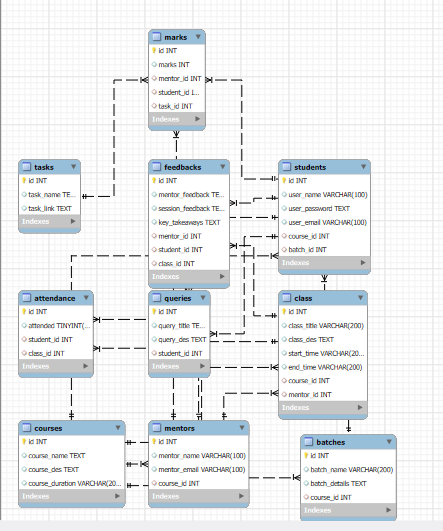 marks
id INT
marks INT
mentor_id INT
student_id I...
task_id INT
Indexes
tasks
id INT
task_name TE...
task_link TEXT
Indexes
feedbacks
id INT
mentor_feedback TE...
session_feedback TE...
key_takeaways TEXT
mentor_id INT
student_id INT
class_id INT
Indexes
students
id INT
user_name VARCHAR(100)
user_password TEXT
user_email VARCHAR(100)
course_id INT
batch_id INT
Indexes
attendance
id INT
attended TINYINT(...
student_id INT
class_id INT
Indexes
queries
id INT
query_title TE...
query_des TEXT
student_id INT
Indexes
class
id INT
class_title VARCHAR(200)
class_des TEXT
start_time VARCHAR(20...
end_time VARCHAR(200)
course_id INT
mentor_id INT
Indexes
courses
id INT
course_name TEXT
course_des TEXT
course_duration VARCHAR(20...
Indexes
mentors
id INT
mentor_name VARCHAR(100)
mentor_email VARCHAR(100)
course_id INT
Indexes
batches
id INT
batch_name VARCHAR(200)
batch_details TEXT
course_id INT
Indexes